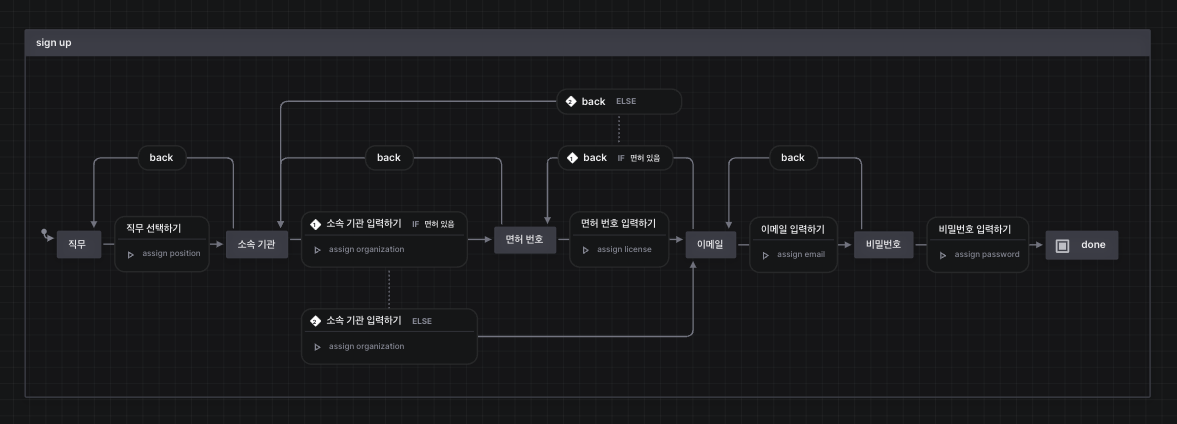 sign up
back ELSE
back
back
back IF 면허 있음
back
직무
직무 선택하기
assign position
소속 기관
소속 기관 입력하기 IF 면허 있음
assign organization
면허 번호
면허 번호 입력하기
assign license
이메일
이메일 입력하기
assign email
비밀번호
비밀번호 입력하기
assign password
done
소속 기관 입력하기 ELSE
assign organization